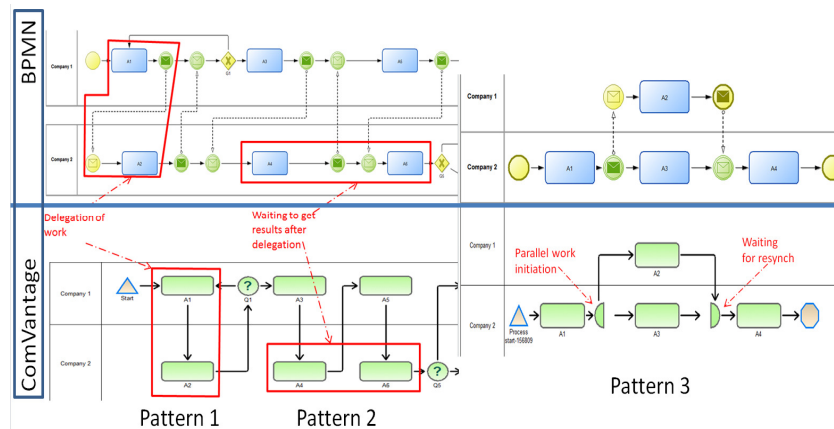 BPMN
Company 1
A1
G1
A3
A5
Company 2
A2
A4
Company 1
A2
Company 2
A1
A3
A4
Delegation of
work
Waiting to get
results after
delegation
ComVantage
Company 1
Start
A1
Q1
A3
A5
Company 2
A2
A4
A6
Q5
Company 1
A2
Parallel work
initiation
Waiting
for resynch
Company 2
Process
start-156809
A1
A3
A4
Pattern 1
Pattern 2
Pattern 3